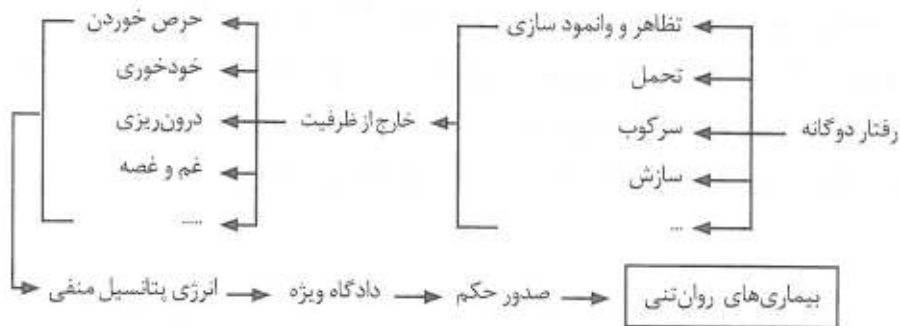 رفتار دوگانه
تظاهر و وانمود سازی
تحمل
سرکوب
سازش
...
خارج از ظرفیت
حرص خوردن
خودخوری
درون‌ریزی
غم و غصه
.....
انرژی پتانسیل منفی
دادگاه ویژه
صدور حکم
بیماری‌های روان‌تنی